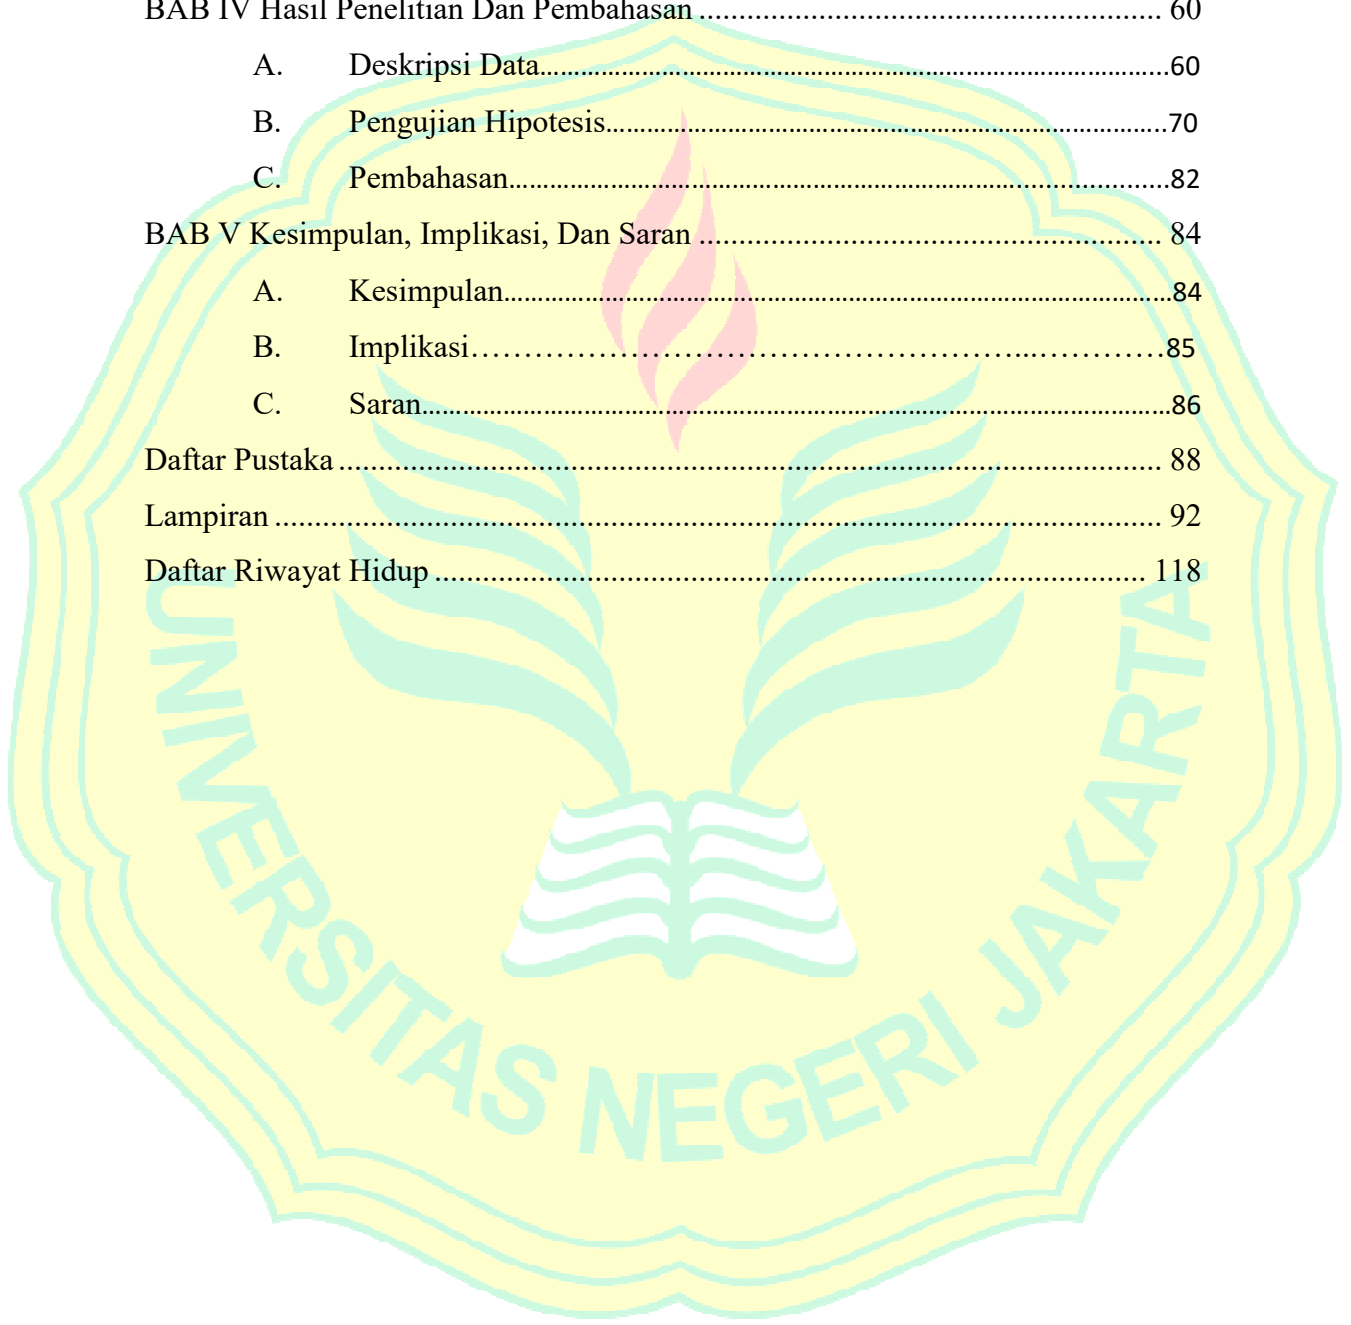 BAB IV Hasil Penelitian Dan Pembahasan ........................................................ 60
A. Deskripsi Data........................................................................................60
B. Pengujian Hipotesis................................................................................70
C. Pembahasan............................................................................................82
BAB V Kesimpulan, Implikasi, Dan Saran ........................................................ 84
A. Kesimpulan.............................................................................................84
B. Implikasi………………………………………………...…………85
C. Saran.......................................................................................................86
Daftar Pustaka .................................................................................................... 88
Lampiran ............................................................................................................ 92
Daftar Riwayat Hidup ....................................................................................... 118
UNIVERSITAS NEGERI JAKARTA